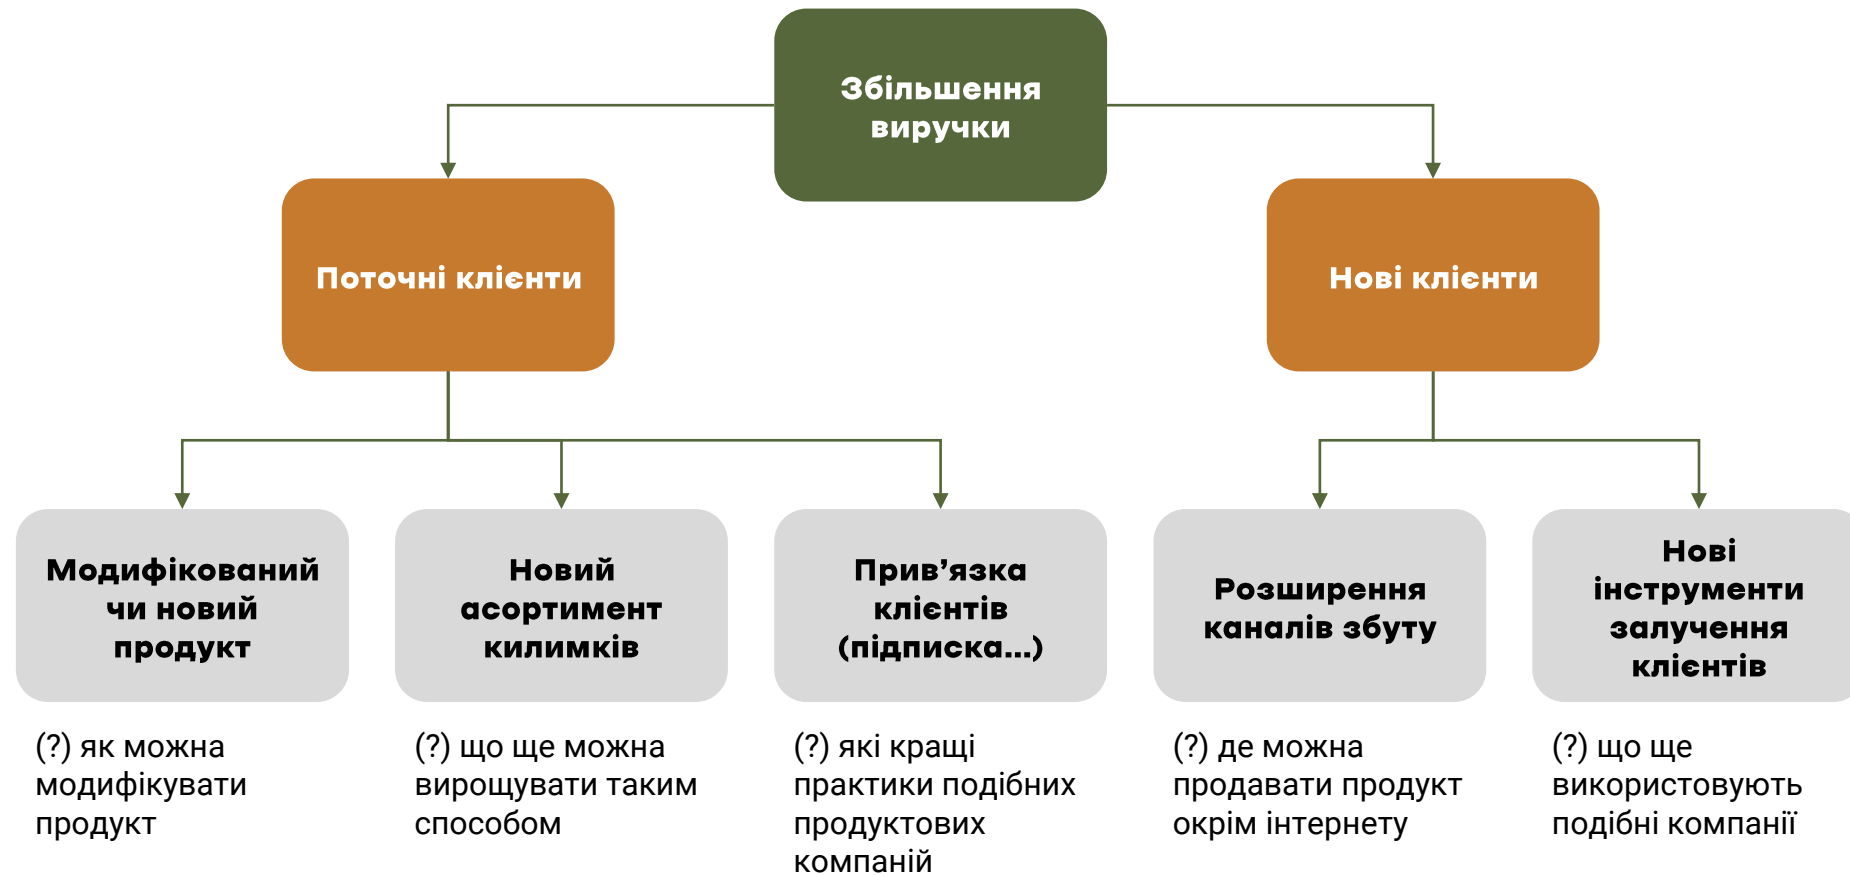 Збільшення
виручки
Поточні клієнти
Нові клієнти
Модифікований
чи новий
продукт
Новий
асортимент
килимків
Прив’язка
клієнтів
(підписка...)
Розширення
каналів збуту
Нові
інструменти
залучення
клієнтів
(?) як можна
модифікувати
продукт
(?) що ще можна
вирощувати таким
способом
(?) які кращі
практики подібних
продуктових
компаній
(?) де можна
продавати продукт
окрім інтернету
(?) що ще
використовують
подібні компанії